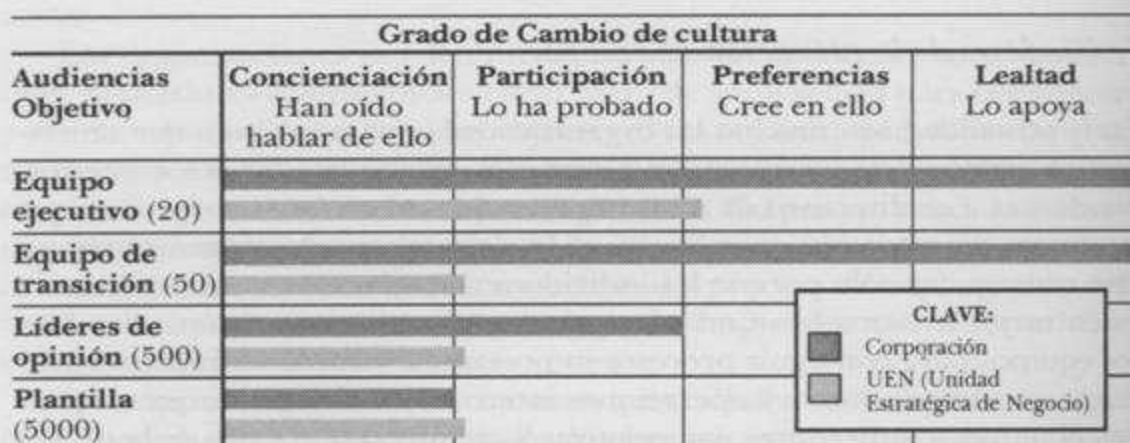 Grado de Cambio de cultura
Audiencias
Objetivo
Concienciación
Han oído
hablar de ello
Participación
Lo ha probado
Preferencias
Cree en ello
Lealtad
Lo apoya
Equipo
ejecutivo (20)
Equipo de
transición (50)
Líderes de
opinión (500)
Plantilla
(5000)
CLAVE:
Corporación
UEN (Unidad
Estratégica de Negocio)